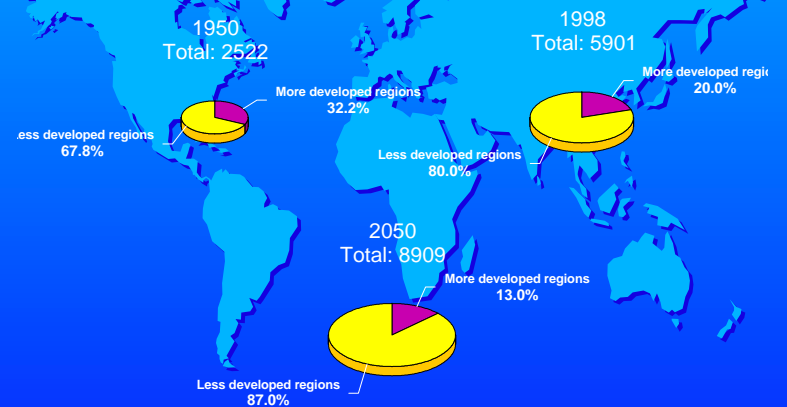 1950
Total: 2522
More developed regions
32.2%
ess developed regions
67.8%
1998
Total: 5901
More developed regi
20.0%
Less developed regions
80.0%
2050
Total: 8909
More developed regions
13.0%
Less developed regions
87.0%